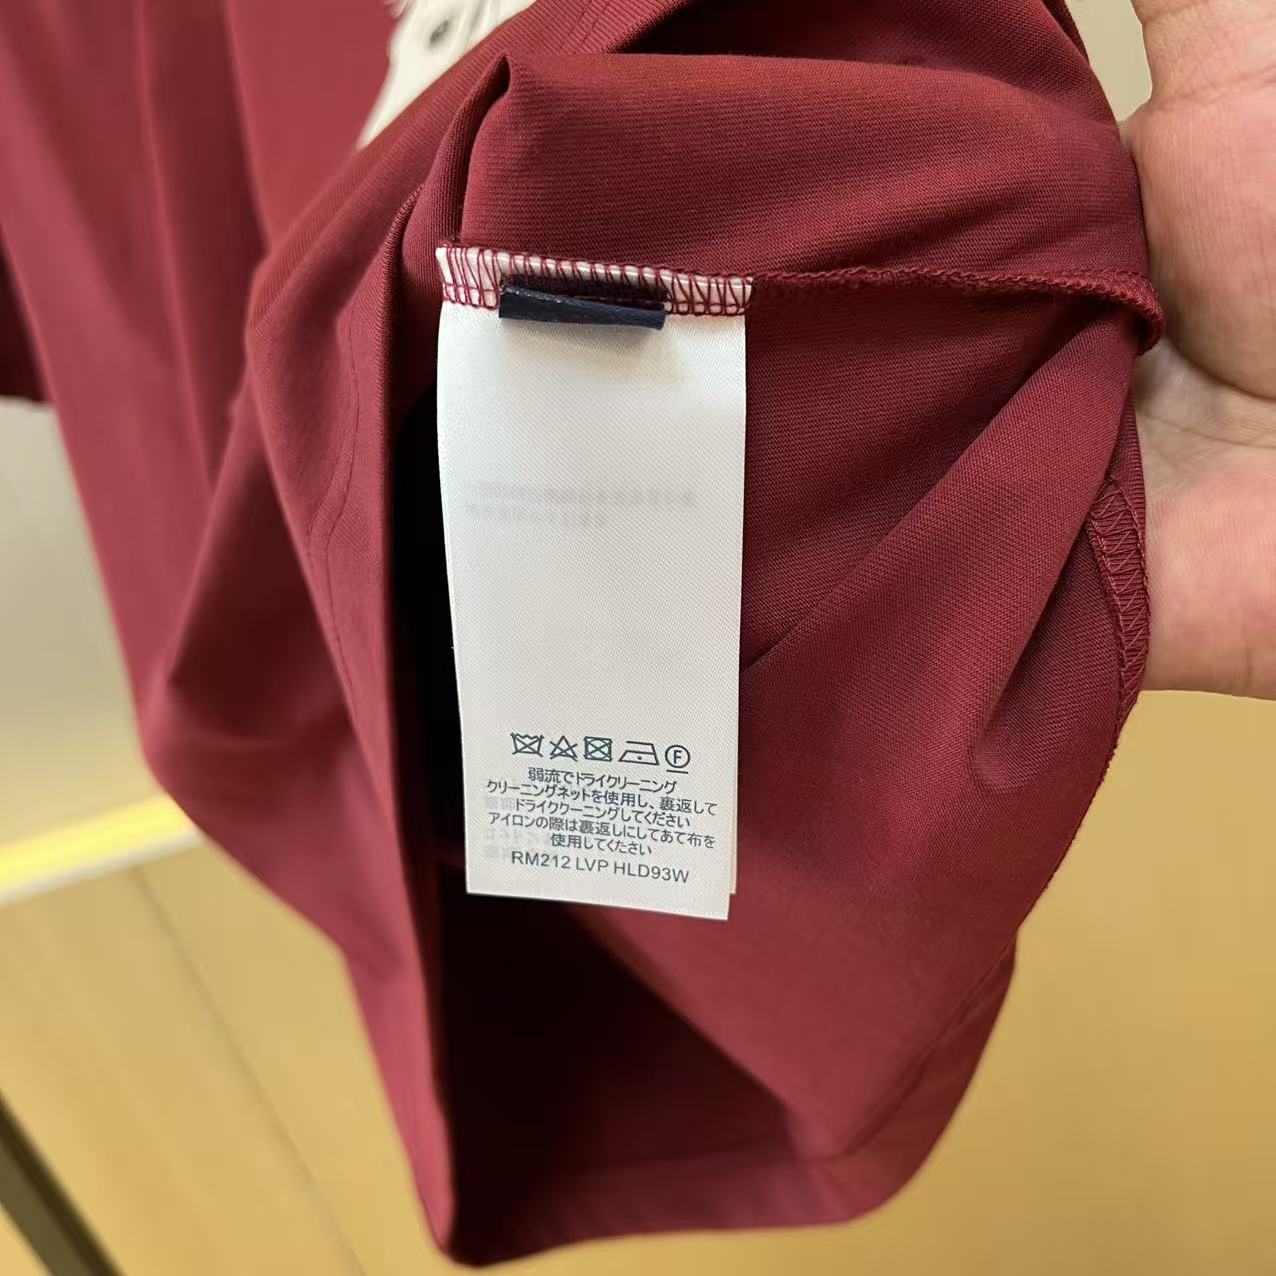 F
弱流でドライクリーニング
クリーニングネットを使用し、裏返して
ドライククーニングしてください
アイロンの際は裏返しにしてあて布を
使用してください
RM212 LVP HLD93W